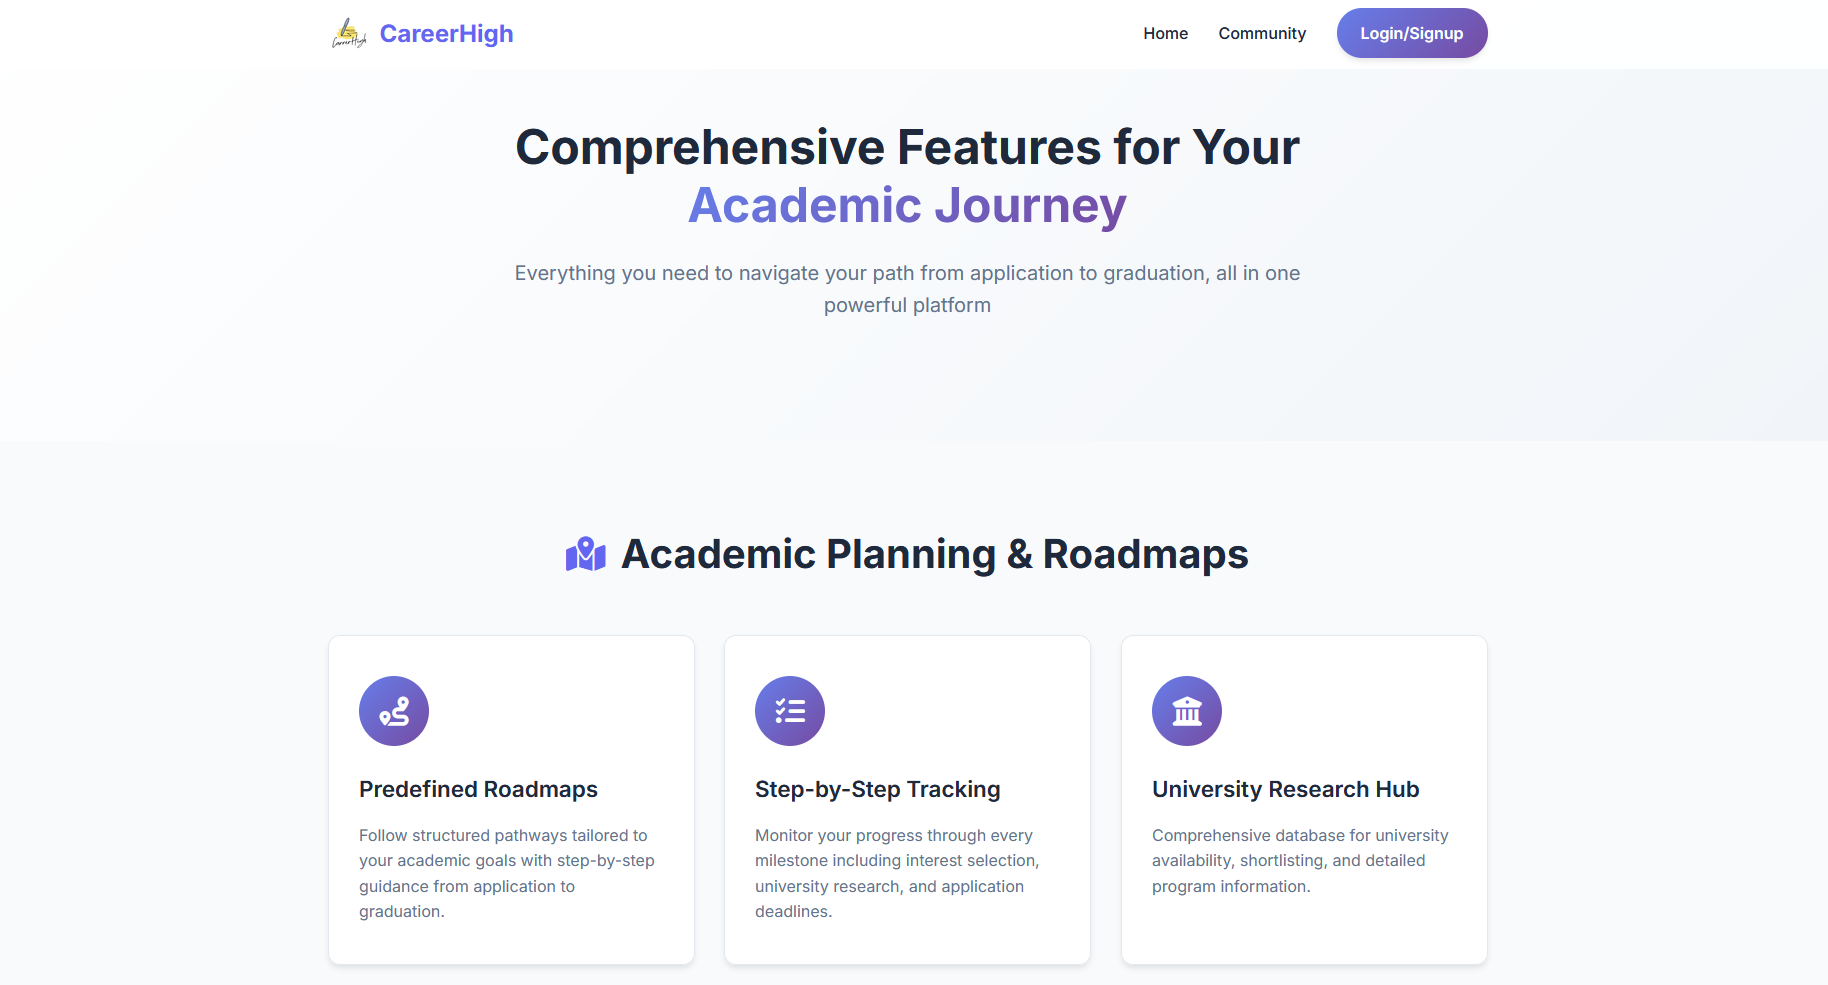 CareerHigh
CareerHigh
Home
Community
Login/Signup
Comprehensive Features for Your
Academic Journey
Everything you need to navigate your path from application to graduation, all in one
powerful platform
Academic Planning & Roadmaps
Predefined Roadmaps
Follow structured pathways tailored to
your academic goals with step-by-step
guidance from application to
graduation.
Step-by-Step Tracking
Monitor your progress through every
milestone including interest selection,
university research, and application
deadlines.
University Research Hub
Comprehensive database for university
availability, shortlisting, and detailed
program information.